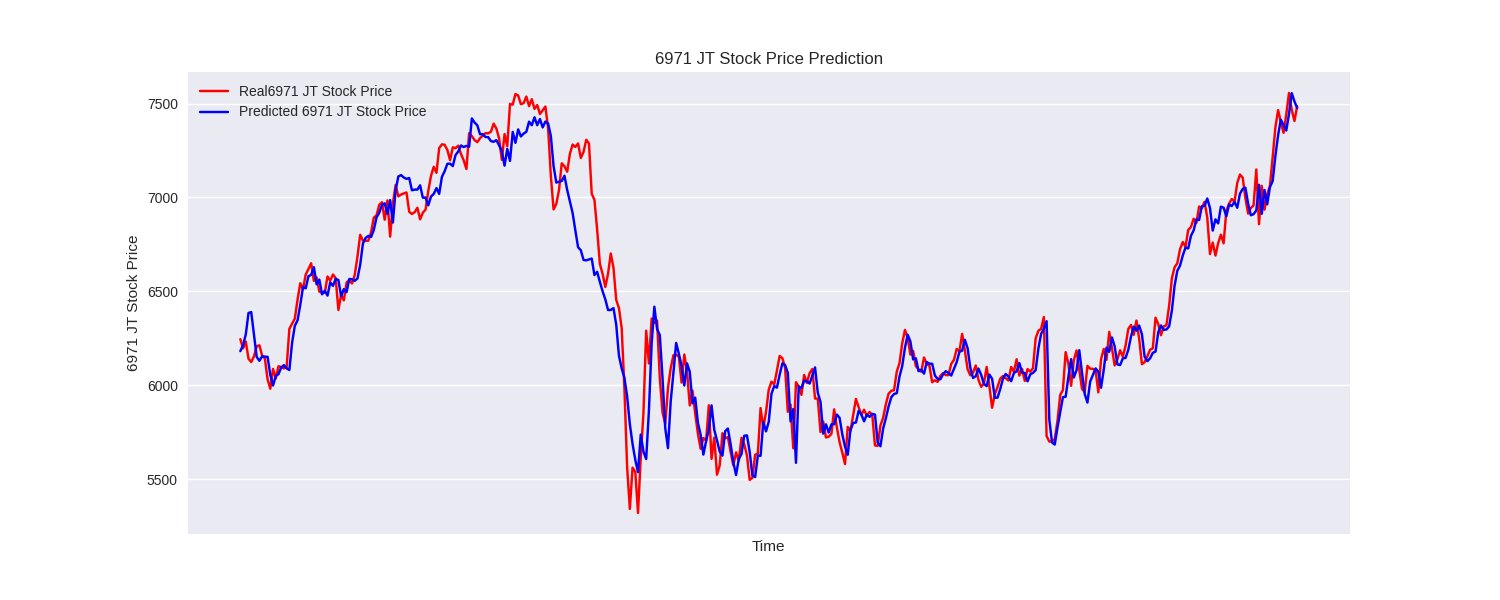 6971 JT Stock Price Prediction
Real6971 JT Stock Price
Predicted 6971 JT Stock Price
7500
7000
6500
6000
5500
6971 JT Stock Price
Time